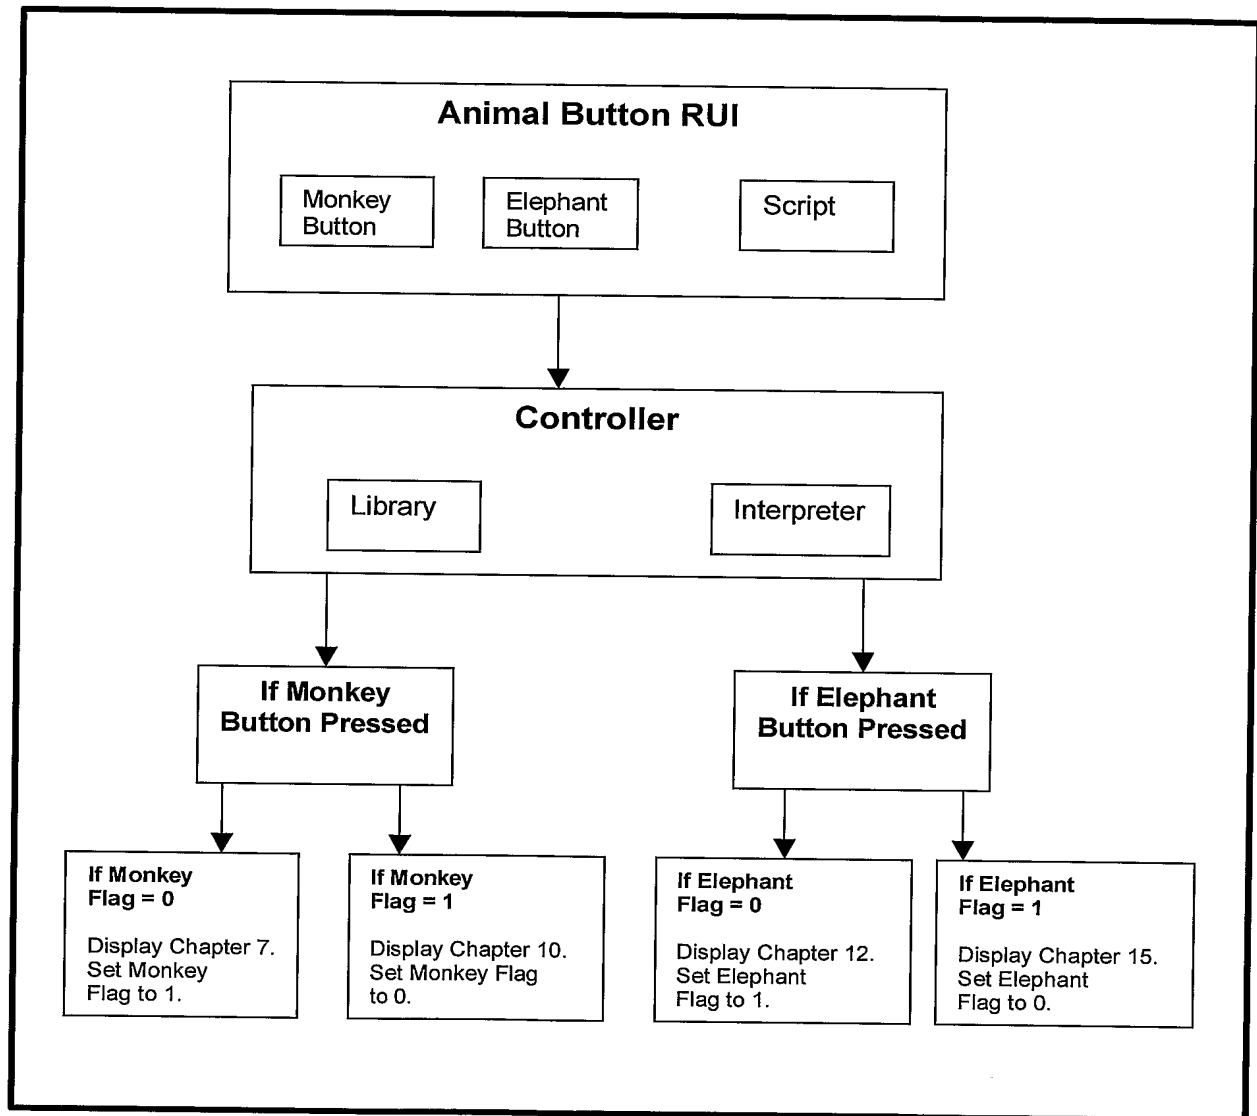 Animal Button RUI
Monkey
Button
Elephant
Button
Script
Controller
Library
Interpreter
If Monkey
Button Pressed
If Elephant
Button Pressed
If Monkey
Flag = 0
Display Chapter 7.
Set Monkey
Flag to 1.
If Monkey
Flag = 1
Display Chapter 10.
Set Monkey Flag
to 0.
If Elephant
Flag = 0
Display Chapter 12.
Set Elephant
Flag to 1.
If Elephant
Flag = 1
Display Chapter 15.
Set Elephant
Flag to 0.